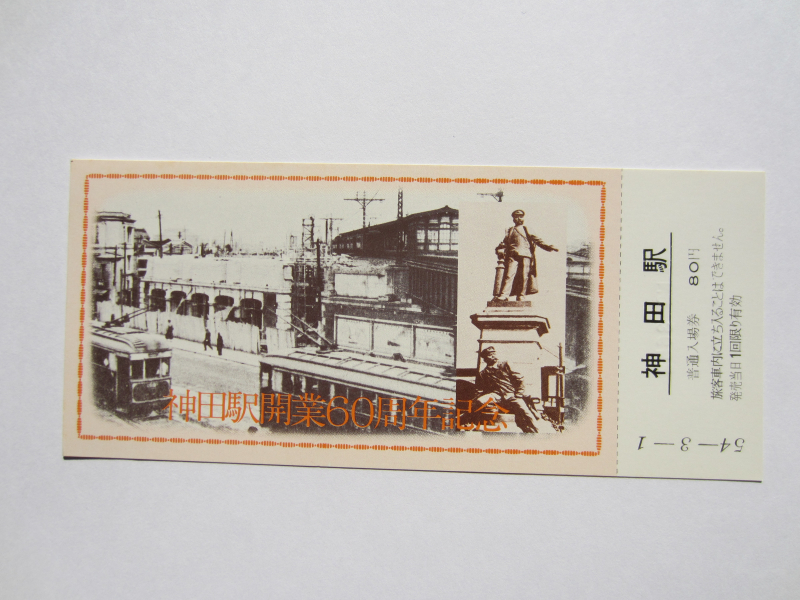 神田駅開業60周年記念
神田駅
普通入場券 80円
旅客車内に立ち入ることはできません。
発売当日1回限り有効
54-3-1